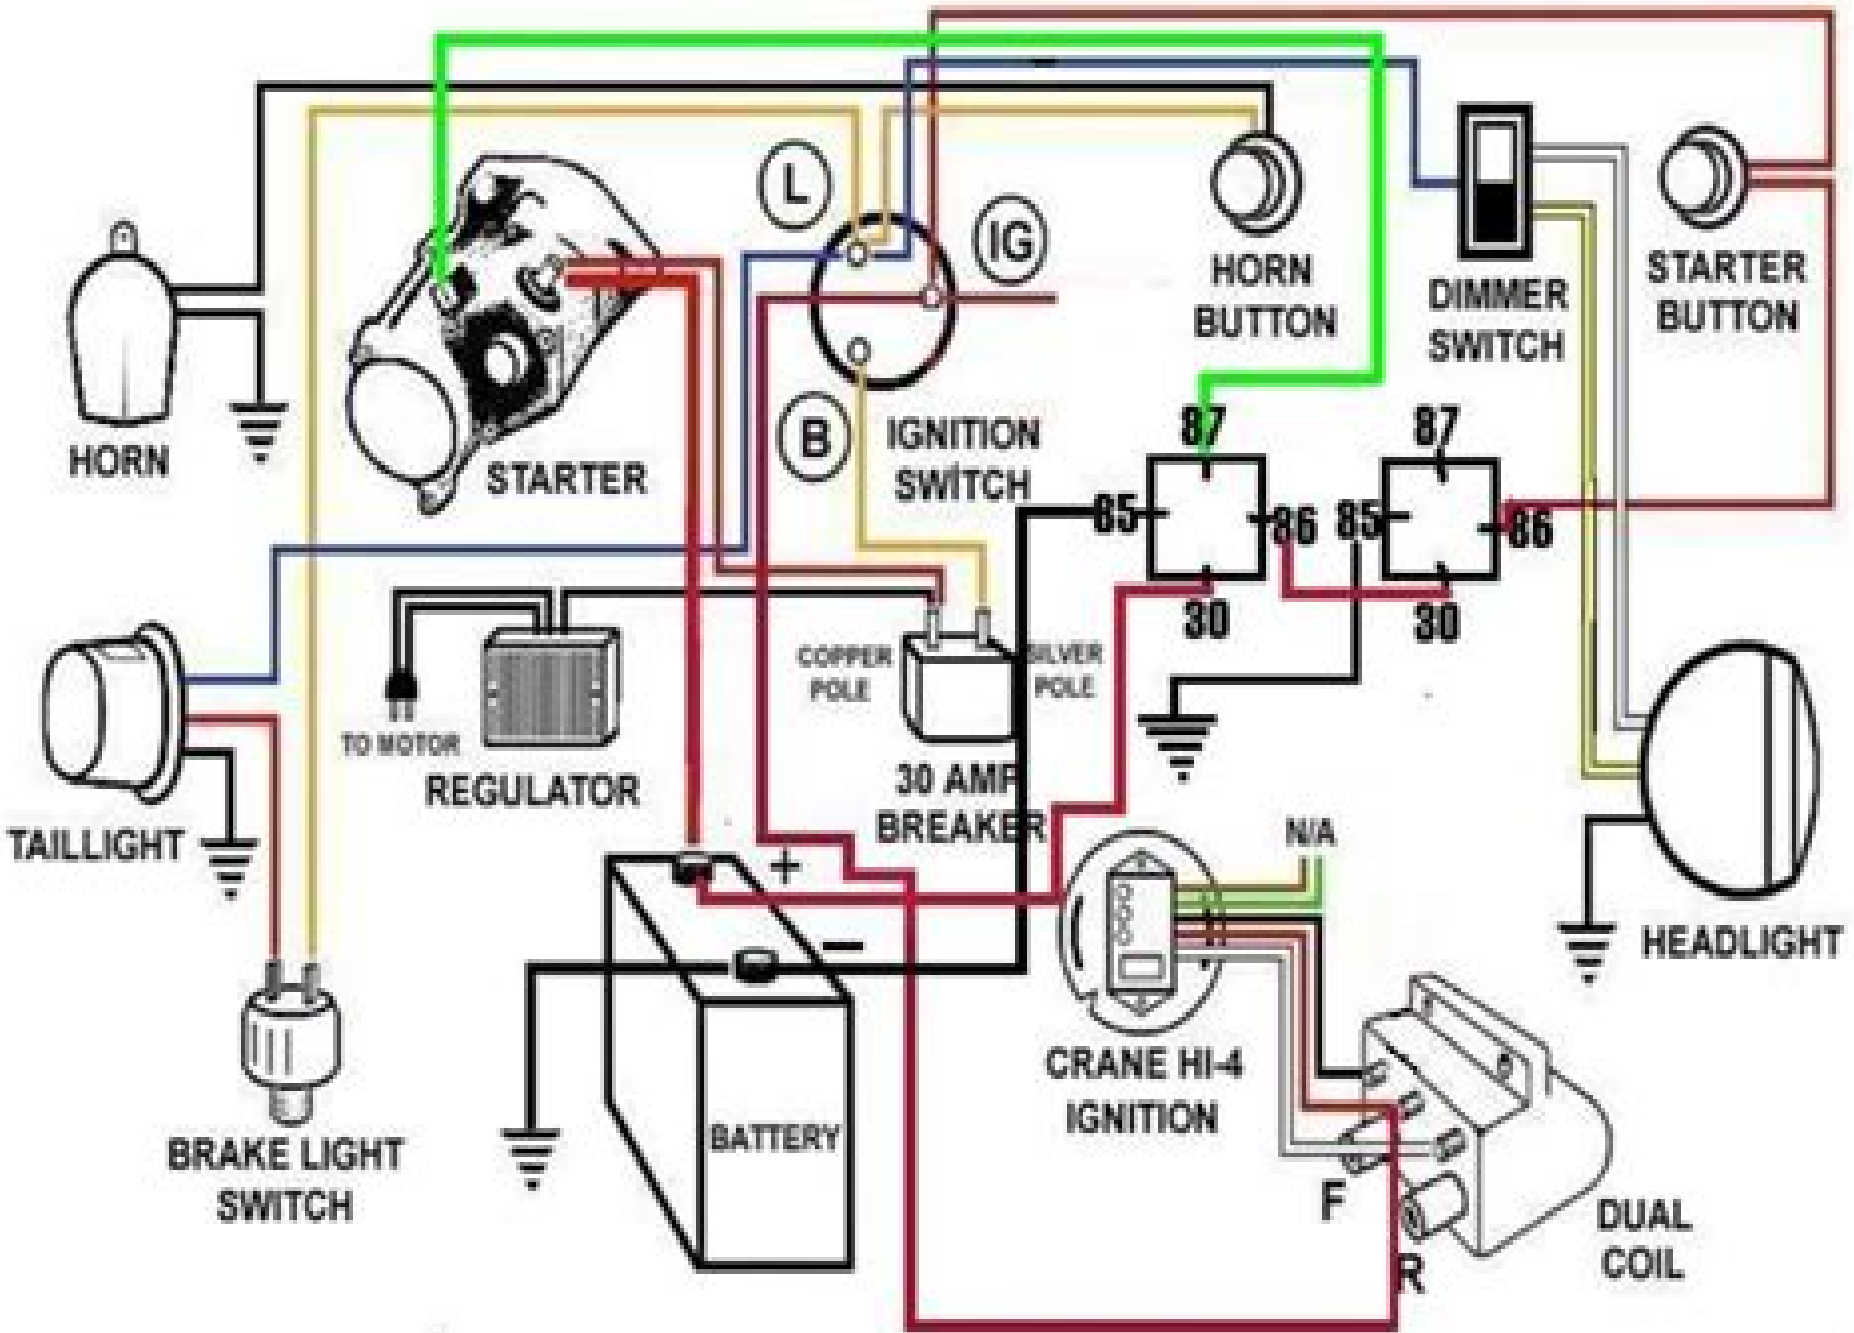 L
IG
HORN
BUTTON
DIMMER
SWITCH
STARTER
BUTTON
HORN
STARTER
B
IGNITION
SWITCH
87
87
85
86
85
86
30
30
COPPER
POLE
SILVER
POLE
TO MOTOR
REGULATOR
30 AMP
BREAKER
TAILLIGHT
+
−
N/A
HEADLIGHT
CRANE HI-4
IGNITION
BATTERY
BRAKE LIGHT
SWITCH
F
R
DUAL
COIL